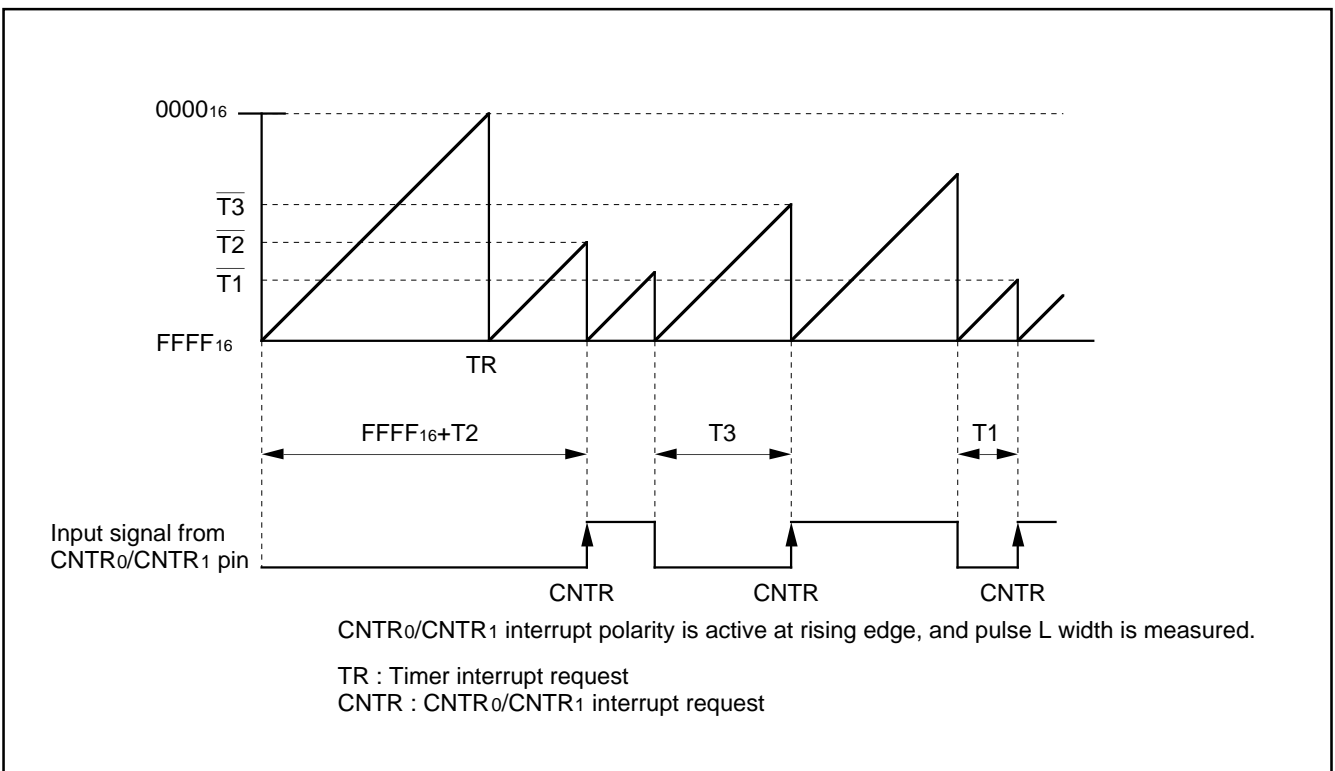 0000₁₆
T̅3̅
T̅2̅
T̅1̅
FFFF₁₆
TR
FFFF₁₆+T2
T3
T1
Input signal from
CNTR₀/CNTR₁ pin
CNTR
CNTR
CNTR
CNTR₀/CNTR₁ interrupt polarity is active at rising edge, and pulse L width is measured.
TR : Timer interrupt request
CNTR : CNTR₀/CNTR₁ interrupt request